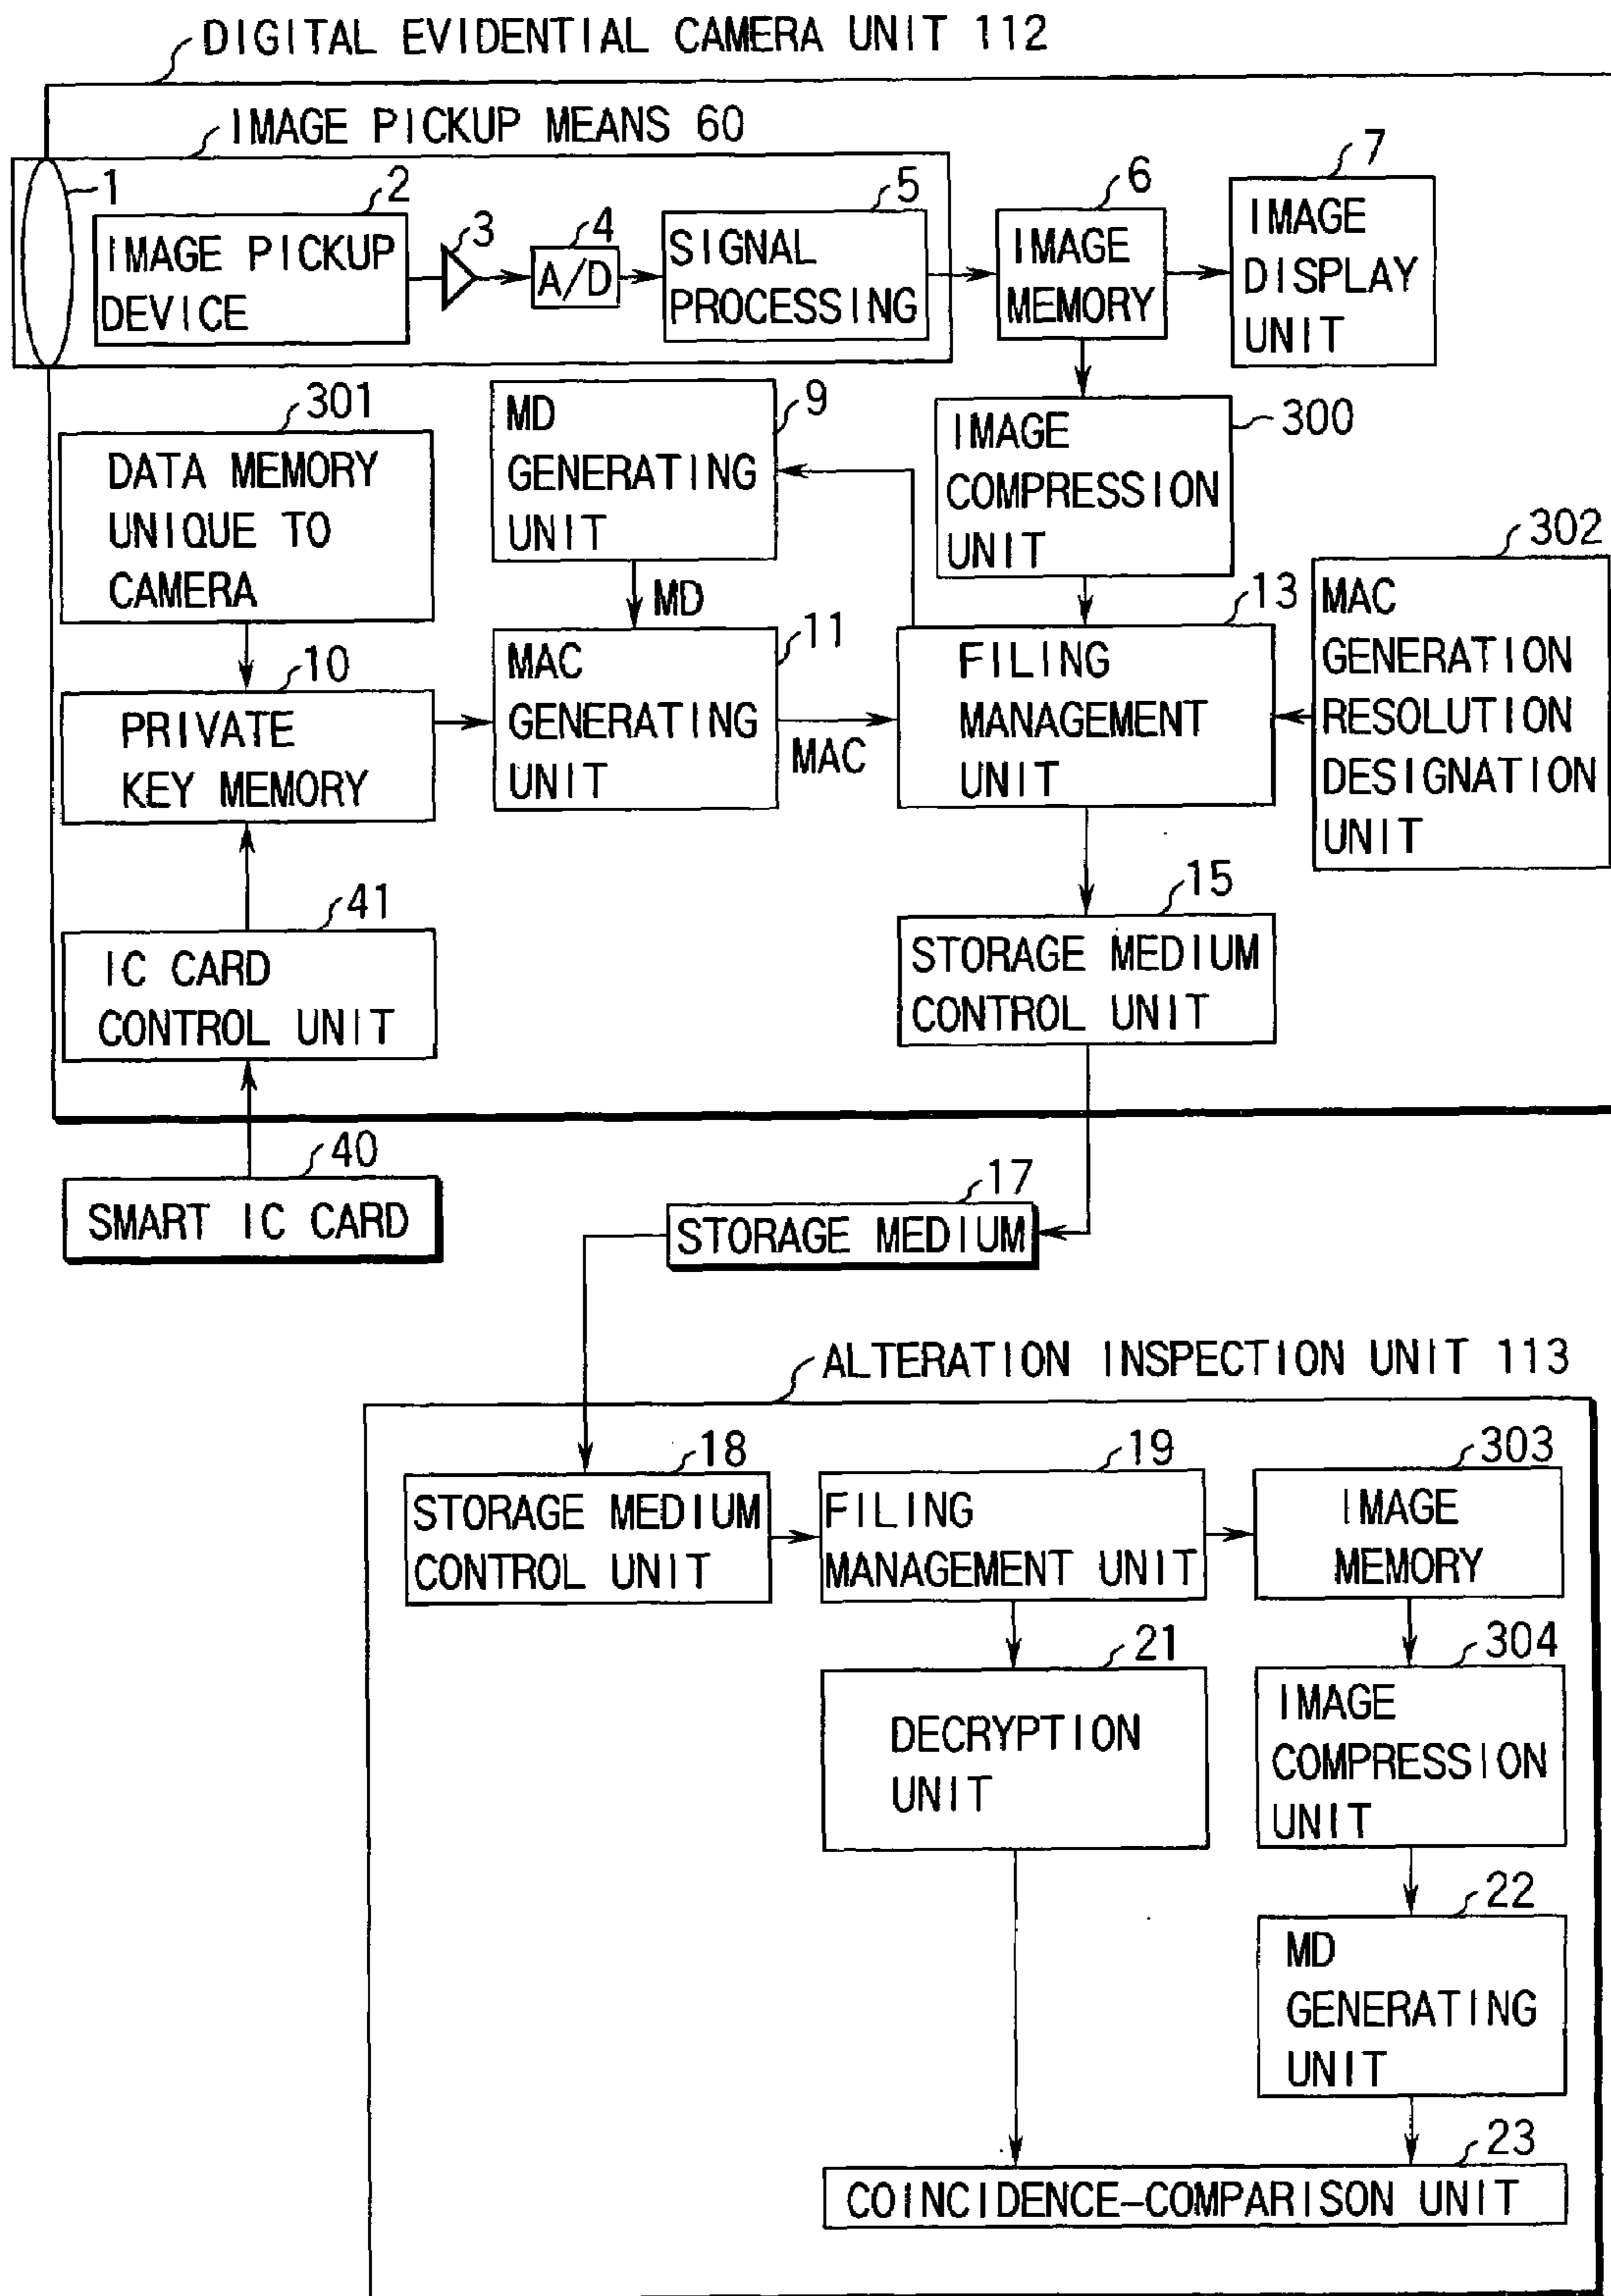 DIGITAL EVIDENTIAL CAMERA UNIT 112
IMAGE PICKUP MEANS 60
1
2
IMAGE PICKUP
DEVICE
3
4
A/D
5
SIGNAL
PROCESSING
6
IMAGE
MEMORY
7
IMAGE
DISPLAY
UNIT
301
DATA MEMORY
UNIQUE TO
CAMERA
9
MD
GENERATING
UNIT
MD
300
IMAGE
COMPRESSION
UNIT
302
MAC
GENERATION
RESOLUTION
DESIGNATION
UNIT
10
PRIVATE
KEY MEMORY
11
MAC
GENERATING
UNIT
MAC
13
FILING
MANAGEMENT
UNIT
41
IC CARD
CONTROL UNIT
15
STORAGE MEDIUM
CONTROL UNIT
40
SMART IC CARD
17
STORAGE MEDIUM
ALTERATION INSPECTION UNIT 113
18
STORAGE MEDIUM
CONTROL UNIT
19
FILING
MANAGEMENT UNIT
303
IMAGE
MEMORY
21
DECRYPTION
UNIT
304
IMAGE
COMPRESSION
UNIT
22
MD
GENERATING
UNIT
23
COINCIDENCE-COMPARISON UNIT